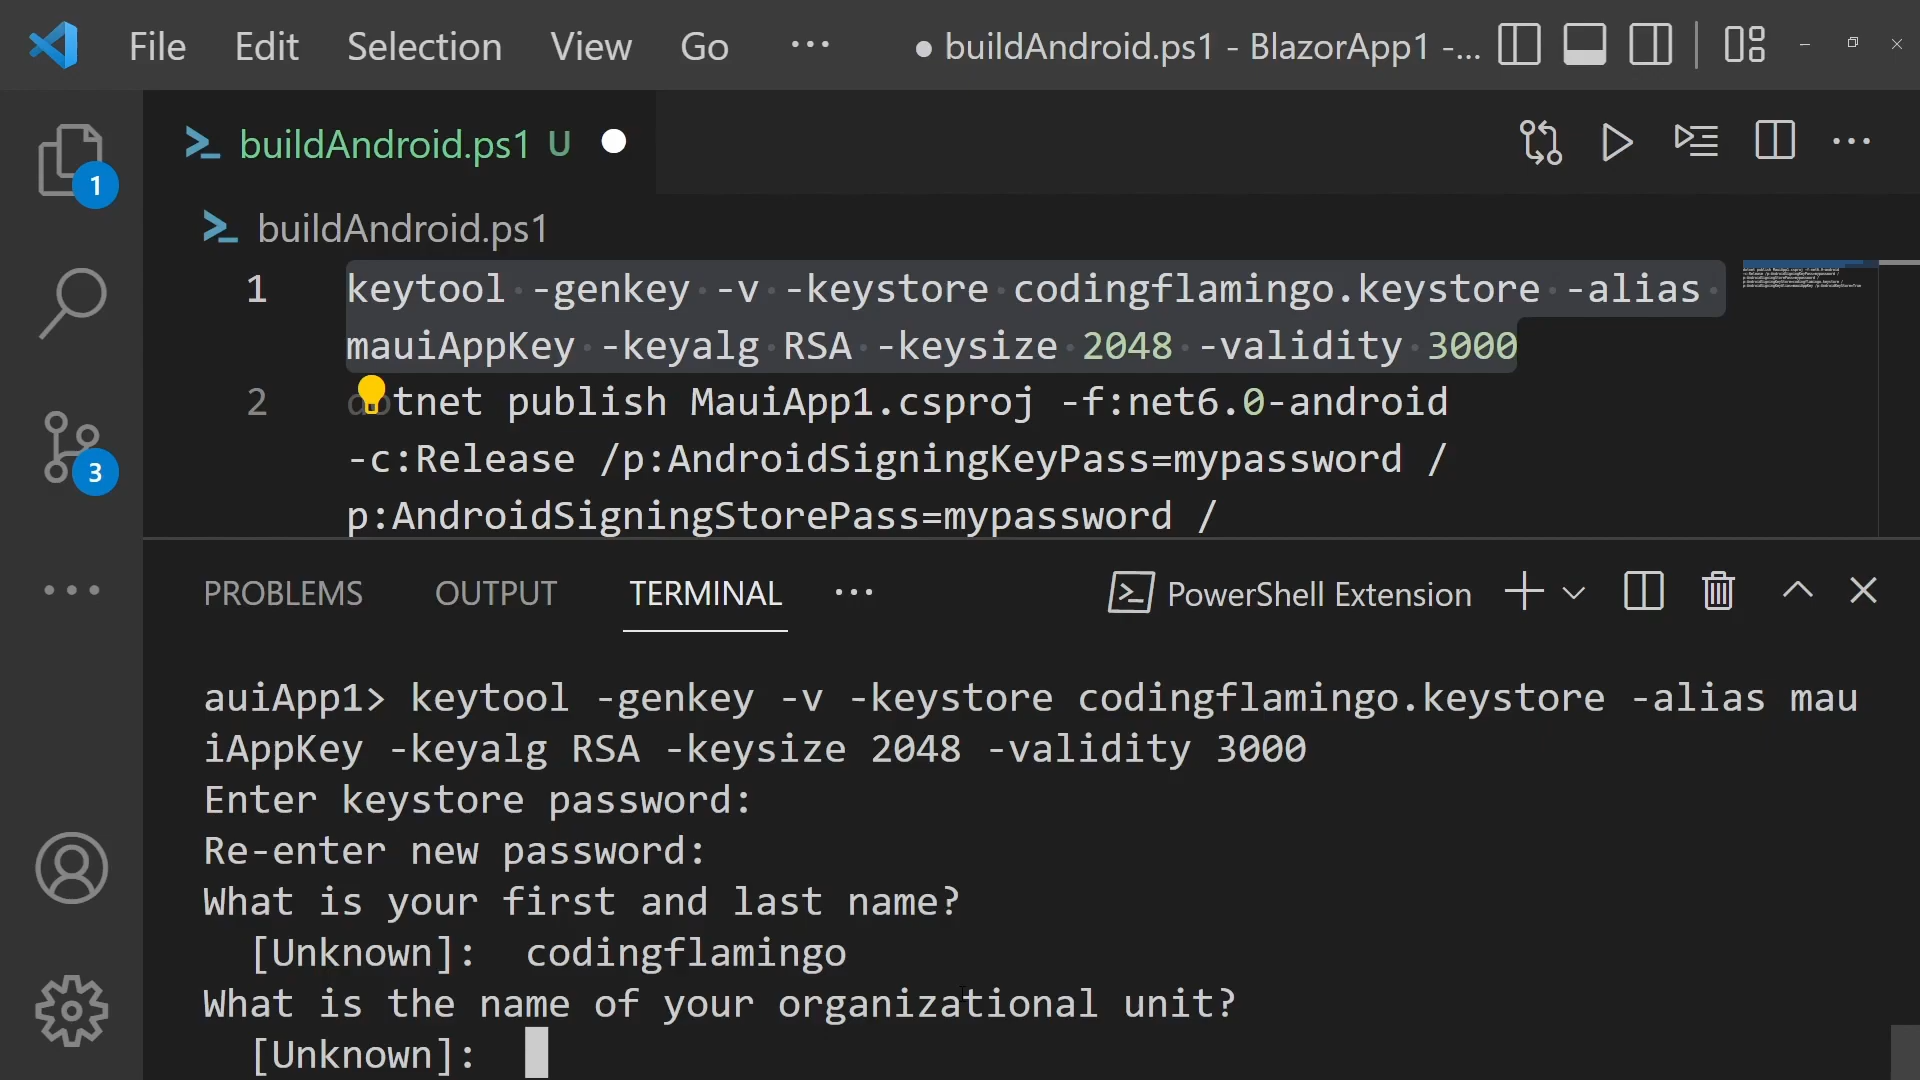 File Edit Selection View Go ··· ● buildAndroid.ps1 - BlazorApp1 -...
buildAndroid.ps1 U
1
buildAndroid.ps1
1 keytool -genkey -v -keystore codingflamingo.keystore -alias
mauiAppKey -keyalg RSA -keysize 2048 -validity 3000
2 dotnet publish MauiApp1.csproj -f:net6.0-android
-c:Release /p:AndroidSigningKeyPass=mypassword /
p:AndroidSigningStorePass=mypassword /
3
PROBLEMS OUTPUT TERMINAL ··· PowerShell Extension
auiApp1> keytool -genkey -v -keystore codingflamingo.keystore -alias mau
iAppKey -keyalg RSA -keysize 2048 -validity 3000
Enter keystore password:
Re-enter new password:
What is your first and last name?
[Unknown]: codingflamingo
What is the name of your organizational unit?
[Unknown]: